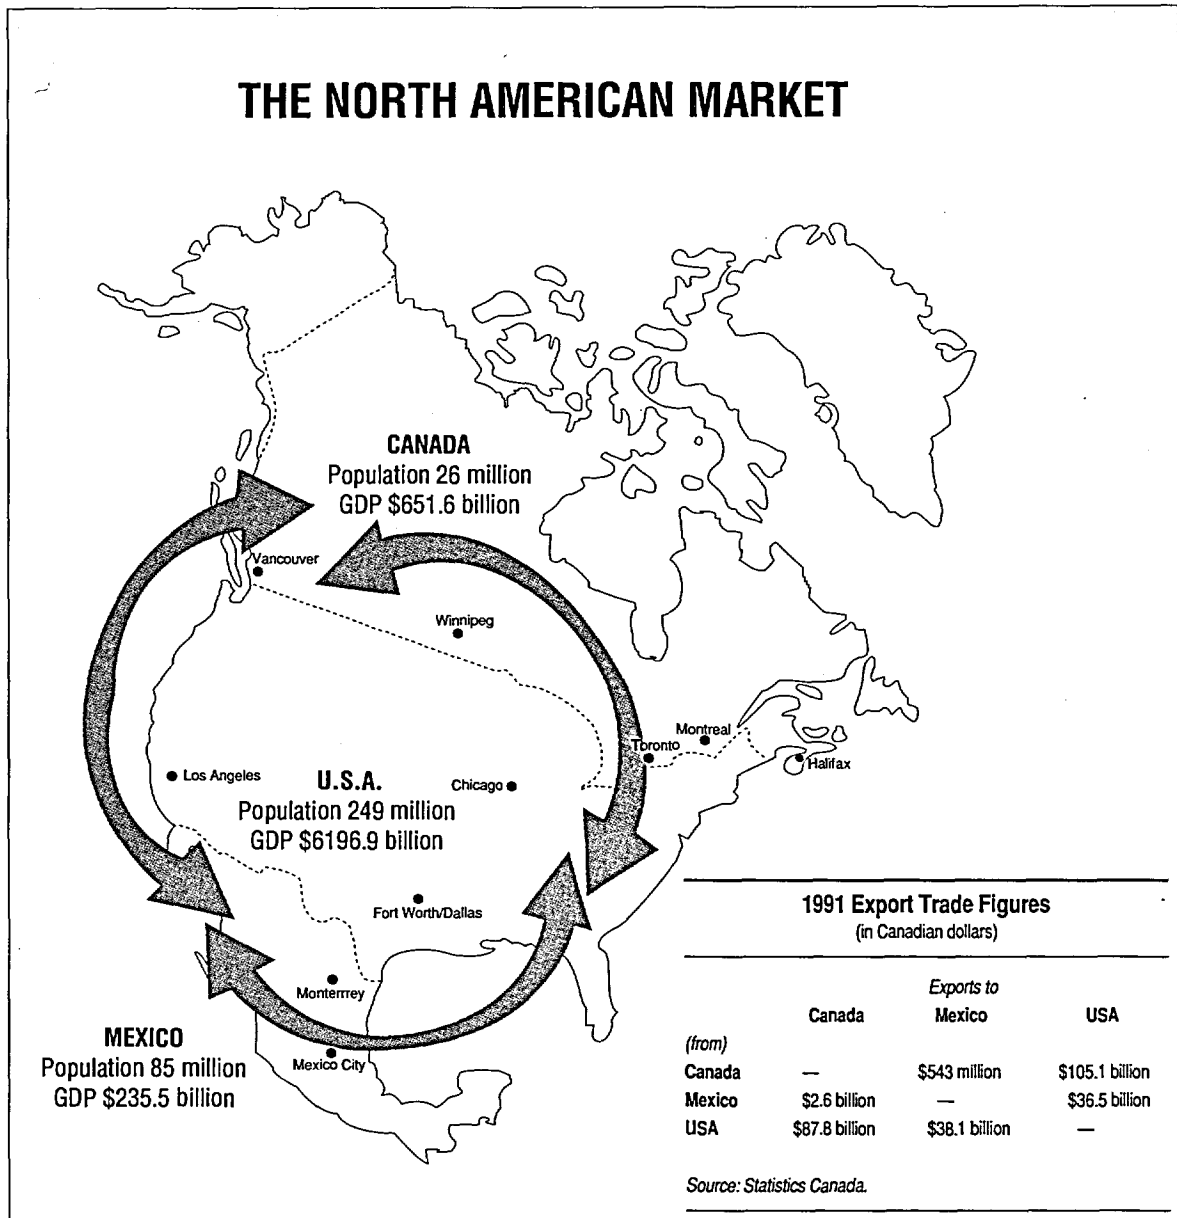 THE NORTH AMERICAN MARKET
CANADA
Population 26 million
GDP $651.6 billion
Vancouver
Winnipeg
Montreal
Toronto
Halifax
Los Angeles
Chicago
U.S.A.
Population 249 million
GDP $6196.9 billion
Fort Worth/Dallas
Monterrrey
MEXICO
Population 85 million
GDP $235.5 billion
Mexico City
1991 Export Trade Figures
(in Canadian dollars)
Exports to
Canada Mexico USA
(from)
Canada — $543 million $105.1 billion
Mexico $2.6 billion — $36.5 billion
USA $87.8 billion $38.1 billion —
Source: Statistics Canada.